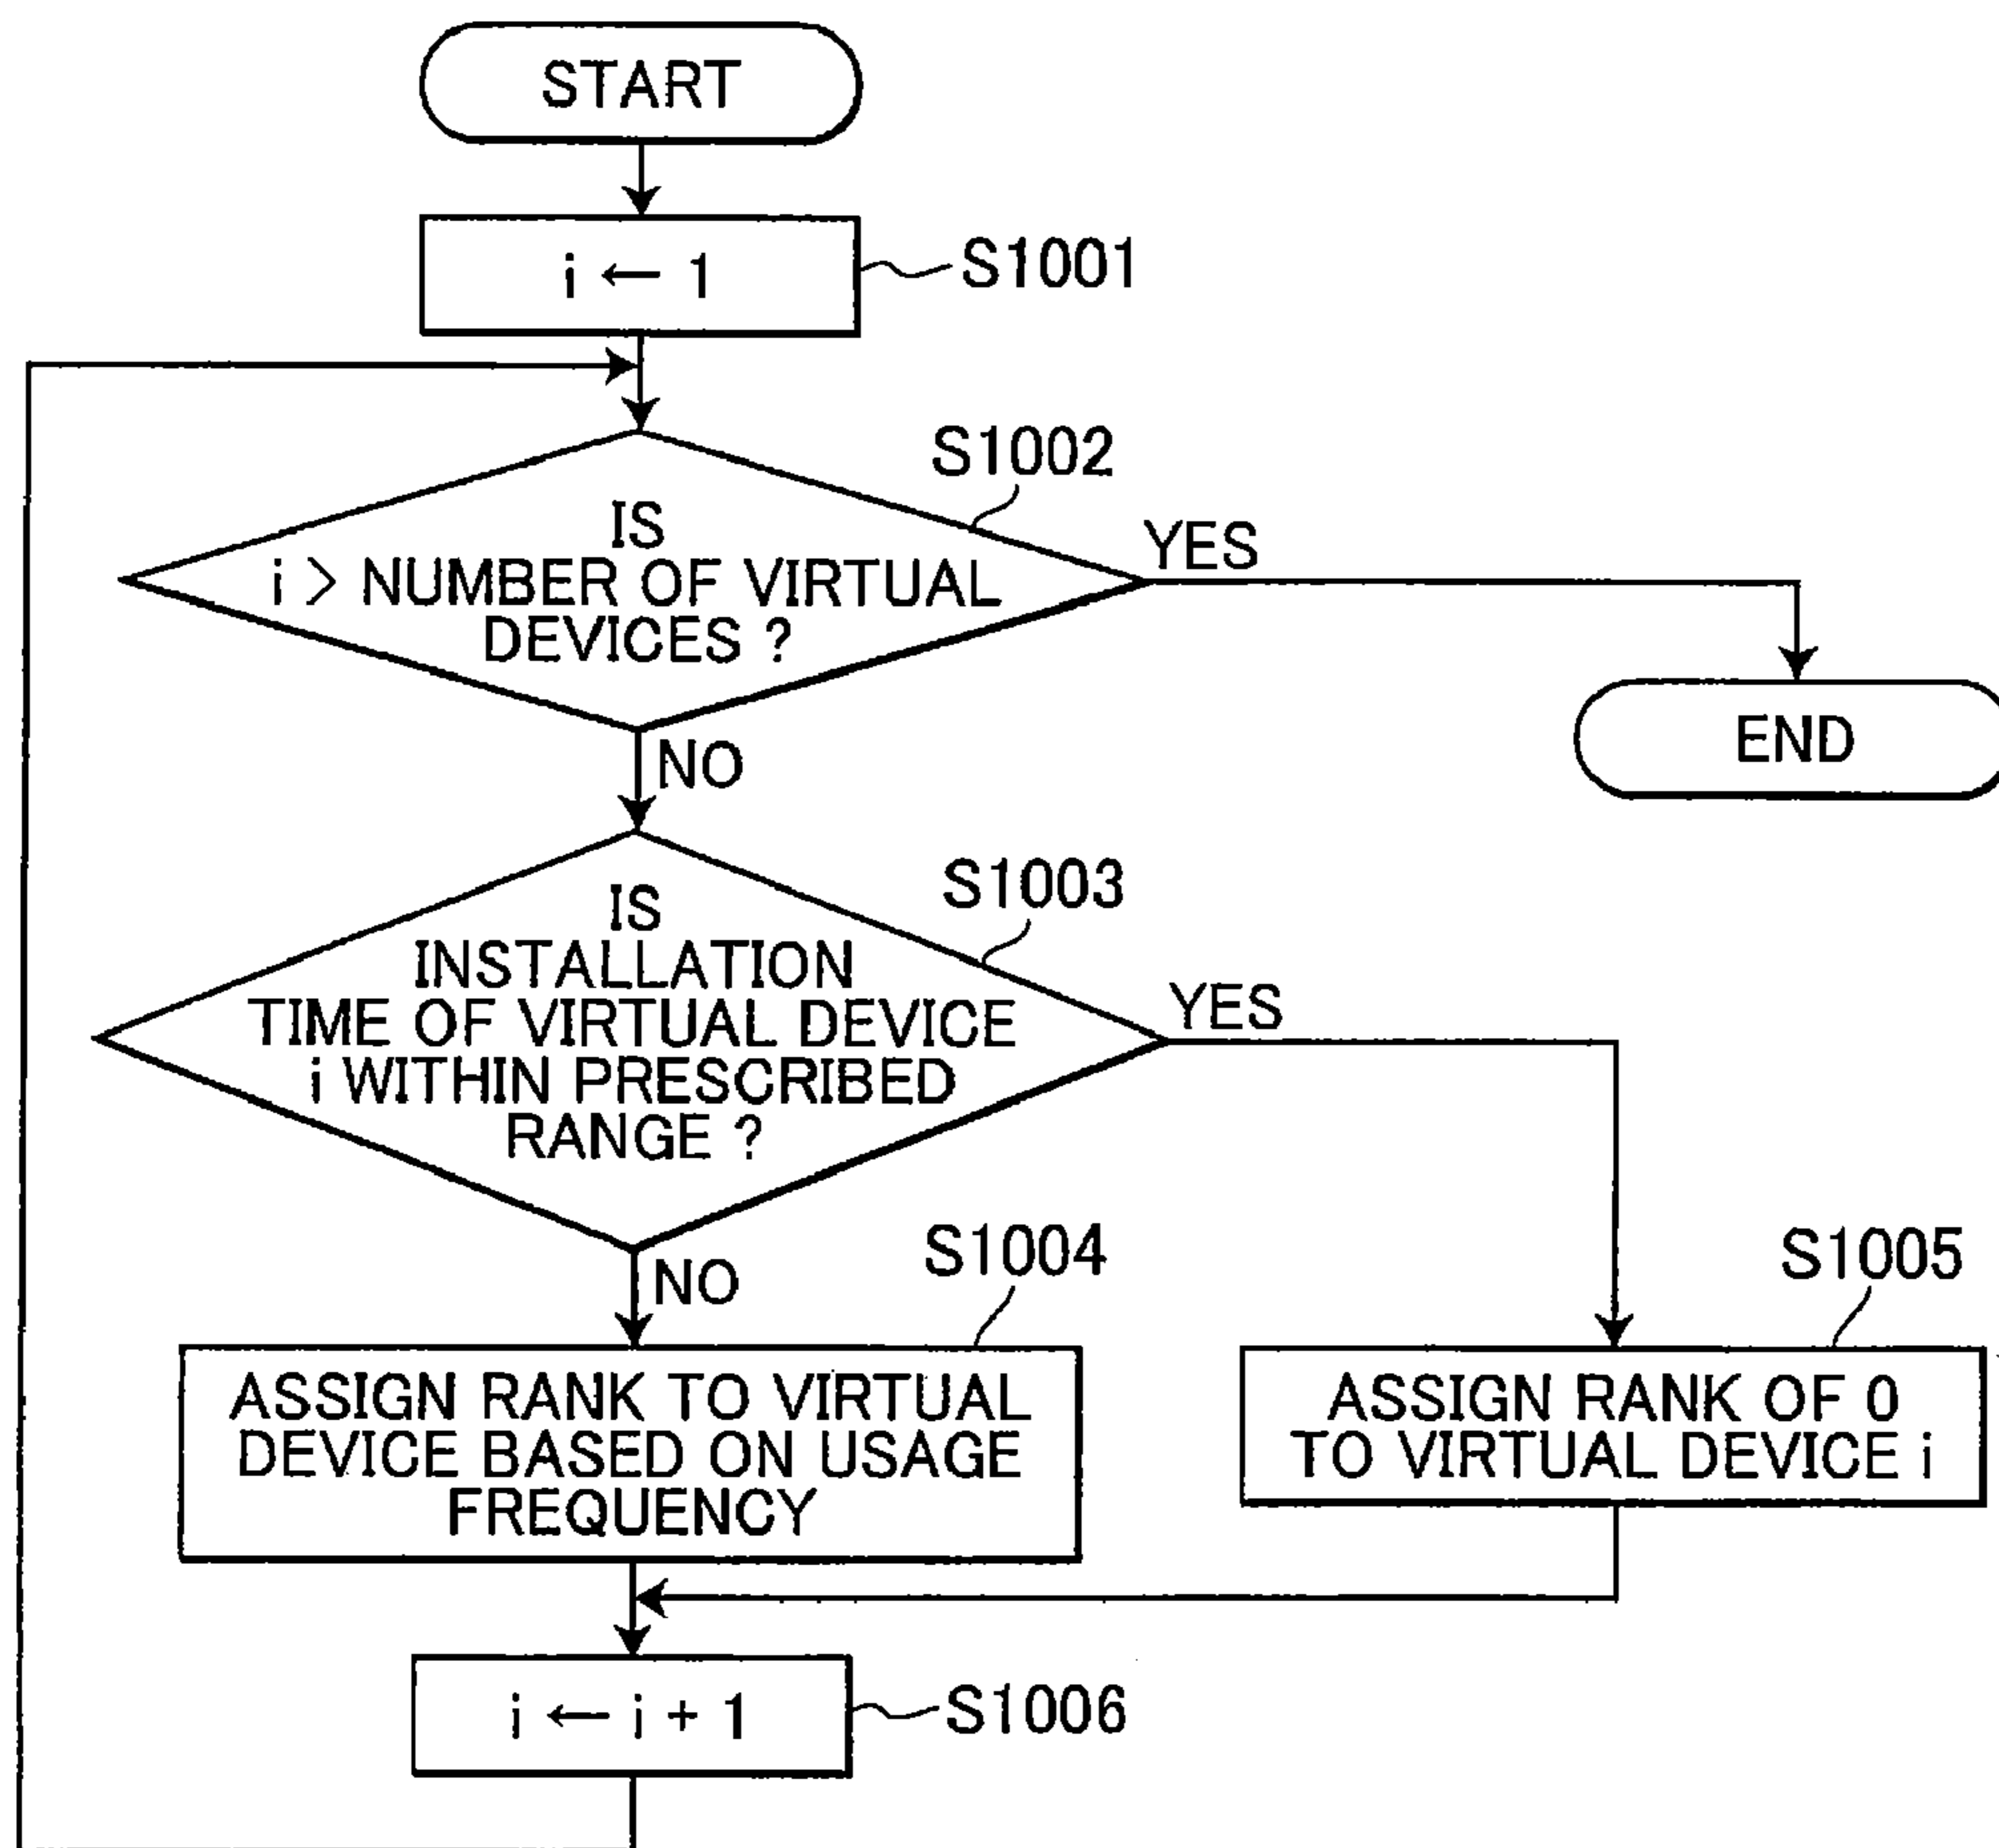 START
i ← 1
S1001
S1002
IS
i > NUMBER OF VIRTUAL
DEVICES ?
YES
END
NO
S1003
IS
INSTALLATION
TIME OF VIRTUAL DEVICE
i WITHIN PRESCRIBED
RANGE ?
YES
NO
S1004
ASSIGN RANK TO VIRTUAL
DEVICE BASED ON USAGE
FREQUENCY
S1005
ASSIGN RANK OF 0
TO VIRTUAL DEVICE i
i ← i + 1
S1006